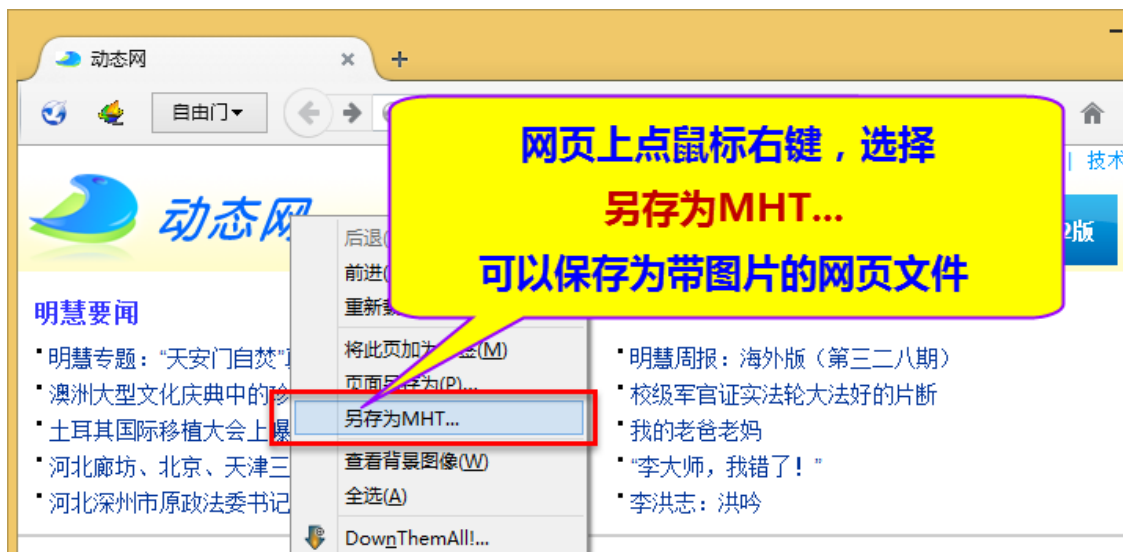 动态网
自由门
网页上点鼠标右键，选择
另存为MHT...
可以保存为带图片的网页文件
技术
动态网
2版
后退(
前进(
重新
明慧要闻
将此页加为 签(M)
明慧专题：“天安门自焚”
明慧周报：海外版（第三二八期）
页面另存为(P)...
澳洲大型文化庆典中的珍
校级军官证实法轮大法好的片断
另存为MHT...
土耳其国际移植大会上爆
我的老爸老妈
查看背景图像(W)
河北廊坊、北京、天津三
“李大师，我错了！”
全选(A)
河北深州市原政法委书记
李洪志：洪吟
DownThemAll!...